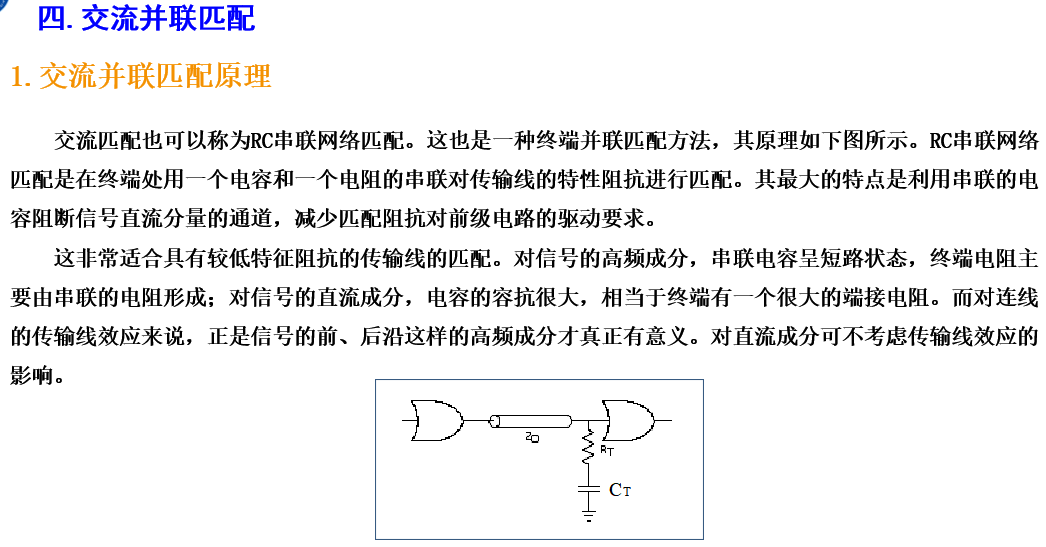 四. 交流并联匹配
1. 交流并联匹配原理
交流匹配也可以称为RC串联网络匹配。这也是一种终端并联匹配方法，其原理如下图所示。RC串联网络
匹配是在终端处用一个电容和一个电阻的串联对传输线的特性阻抗进行匹配。其最大的特点是利用串联的电
容阻断信号直流分量的通道，减少匹配阻抗对前级电路的驱动要求。
这非常适合具有较低特征阻抗的传输线的匹配。对信号的高频成分，串联电容呈短路状态，终端电阻主
要由串联的电阻形成；对信号的直流成分，电容的容抗很大，相当于终端有一个很大的端接电阻。而对连线
的传输线效应来说，正是信号的前、后沿这样的高频成分才真正有意义。对直流成分可不考虑传输线效应的
影响。
ZO
RT
CT